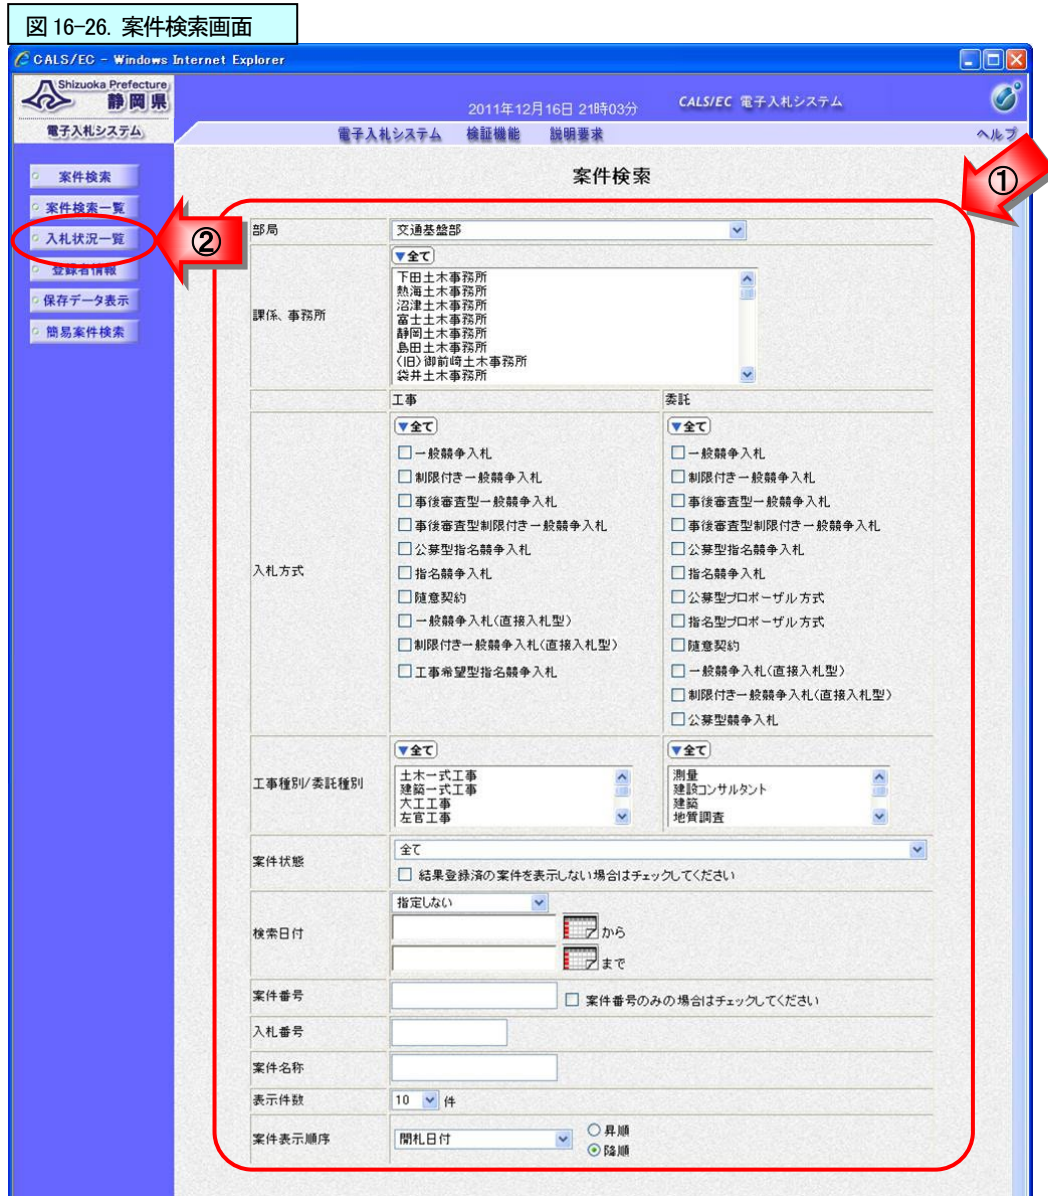 図 16-26. 案件検索画面
CALS/EC - Windows Internet Explorer
Shizuoka Prefecture
静岡県
電子入札システム
2011年12月16日 21時03分
CALS/EC 電子入札システム
電子入札システム 検証機能 説明要求 ヘルプ
案件検索
案件検索一覧
入札状況一覧
登録者情報
保存データ表示
簡易案件検索
①
②
案件検索
部局 交通基盤部
課係、事務所
▼全て
下田土木事務所
熱海土木事務所
沼津土木事務所
富士土木事務所
静岡土木事務所
島田土木事務所
(旧)御前崎土木事務所
袋井土木事務所
工事 委託
入札方式
▼全て
一般競争入札
制限付き一般競争入札
事後審査型一般競争入札
事後審査型制限付き一般競争入札
公募型指名競争入札
指名競争入札
随意契約
一般競争入札(直接入札型)
制限付き一般競争入札(直接入札型)
工事希望型指名競争入札
▼全て
一般競争入札
制限付き一般競争入札
事後審査型一般競争入札
事後審査型制限付き一般競争入札
公募型指名競争入札
指名競争入札
公募型プロポーザル方式
指名型プロポーザル方式
随意契約
一般競争入札(直接入札型)
制限付き一般競争入札(直接入札型)
公募型競争入札
工事種別/委託種別
▼全て
土木一式工事
建築一式工事
大工工事
左官工事
▼全て
測量
建設コンサルタント
建築
地質調査
案件状態 全て
結果登録済の案件を表示しない場合はチェックしてください
検索日付 指定しない
から
まで
案件番号 案件番号のみの場合はチェックしてください
入札番号
案件名称
表示件数 10 件
案件表示順序 開札日付
昇順
降順